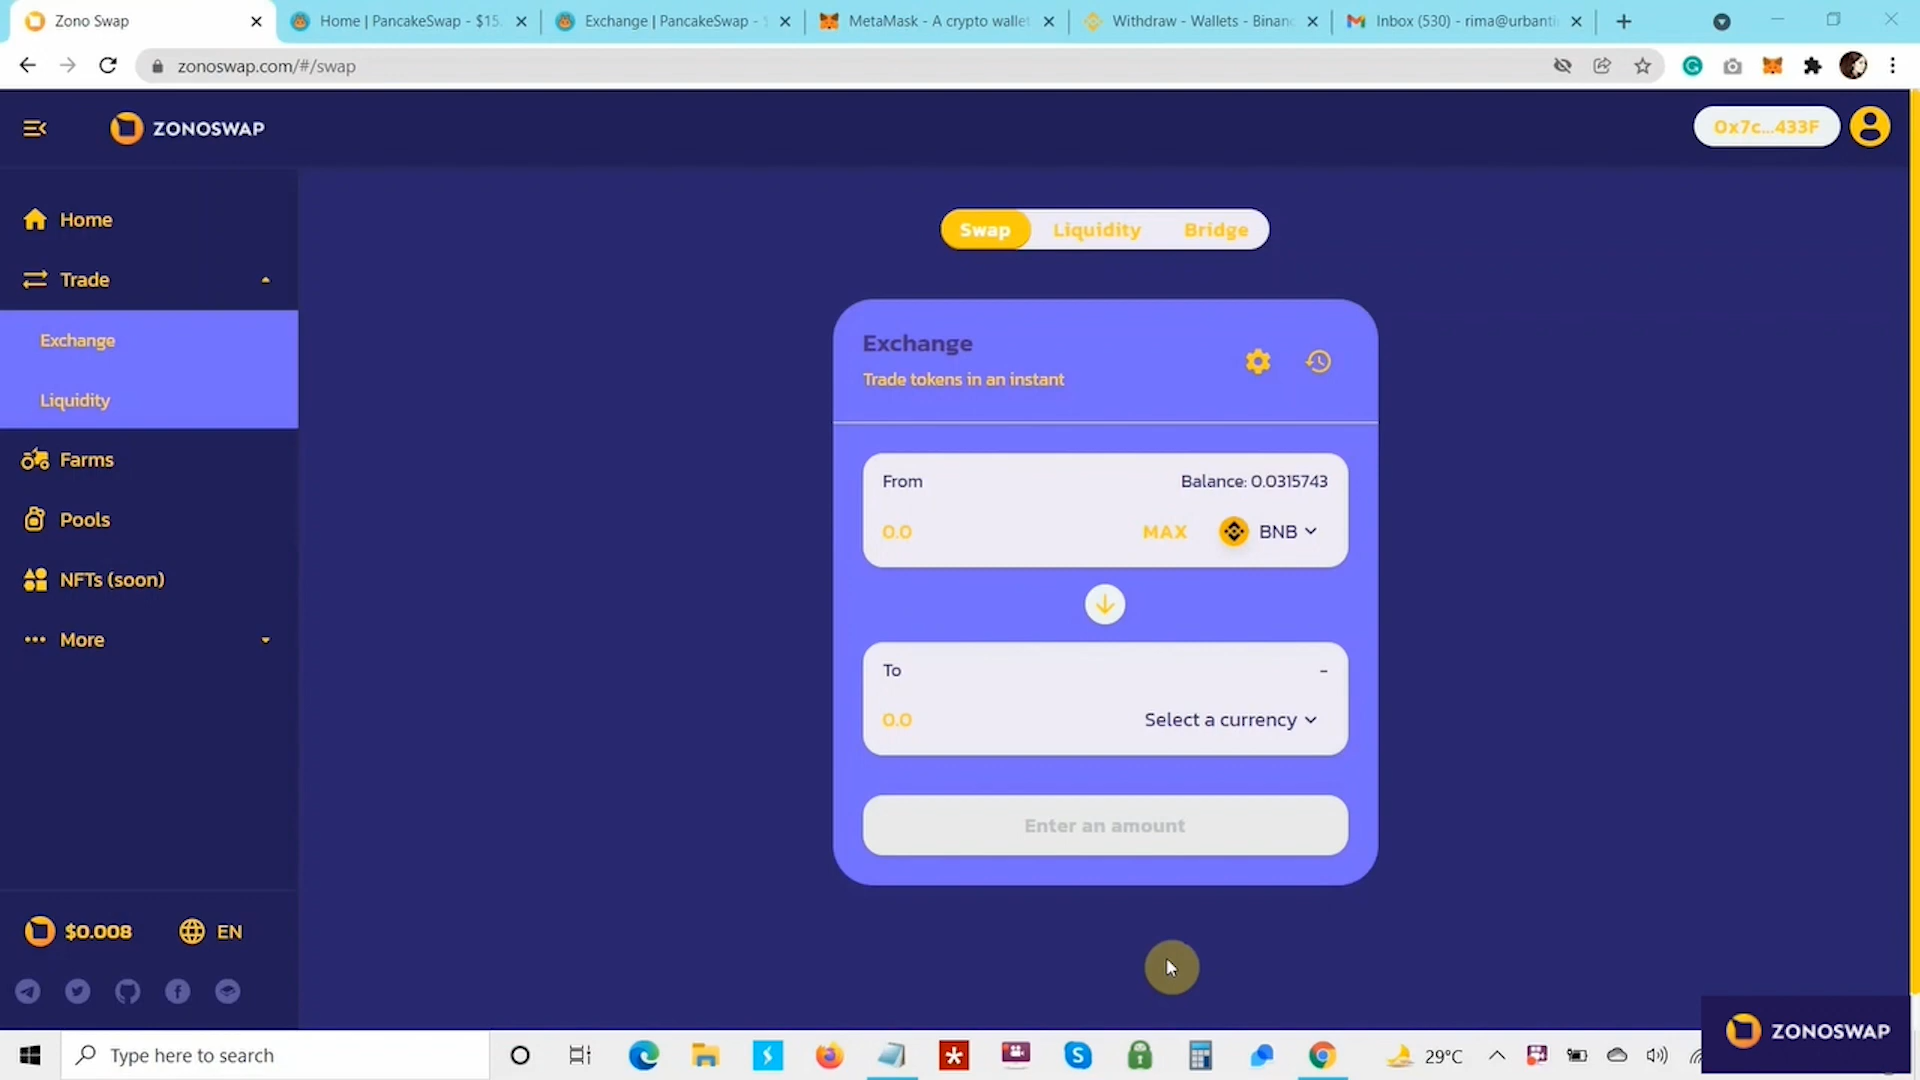 Zono Swap
Home | PancakeSwap - $15.
Exchange | PancakeSwap -
MetaMask - A crypto wallet
Withdraw - Wallets - Binanc
Inbox (530) - rima@urbanti
zonoswap.com/#/swap
ZONOSWAP
0x7c...433F
Home
Trade
Exchange
Liquidity
Farms
Pools
NFTs (soon)
More
$0.008
EN
Swap
Liquidity
Bridge
Exchange
Trade tokens in an instant
From
Balance: 0.0315743
0.0
MAX
BNB
To
-
0.0
Select a currency
Enter an amount
ZONOSWAP
Type here to search
29°C